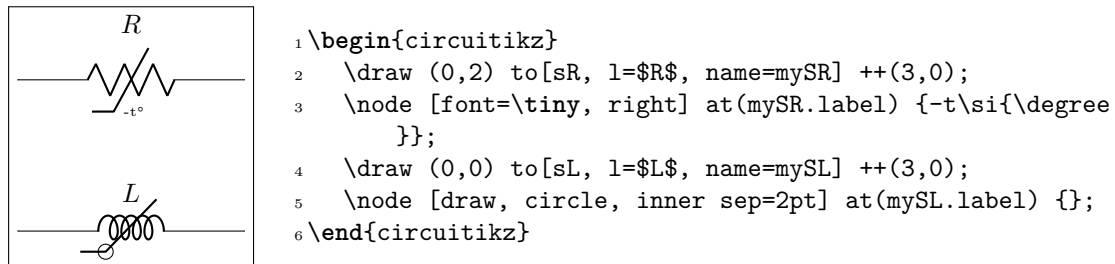 R
-t°
L
1 \begin{circuitikz}
2 \draw (0,2) to[sR, l=$R$, name=mySR] ++(3,0);
3 \node [font=\tiny, right] at(mySR.label) {-t\si{\degree
}};
4 \draw (0,0) to[sL, l=$L$, name=mySL] ++(3,0);
5 \node [draw, circle, inner sep=2pt] at(mySL.label) {};
6 \end{circuitikz}